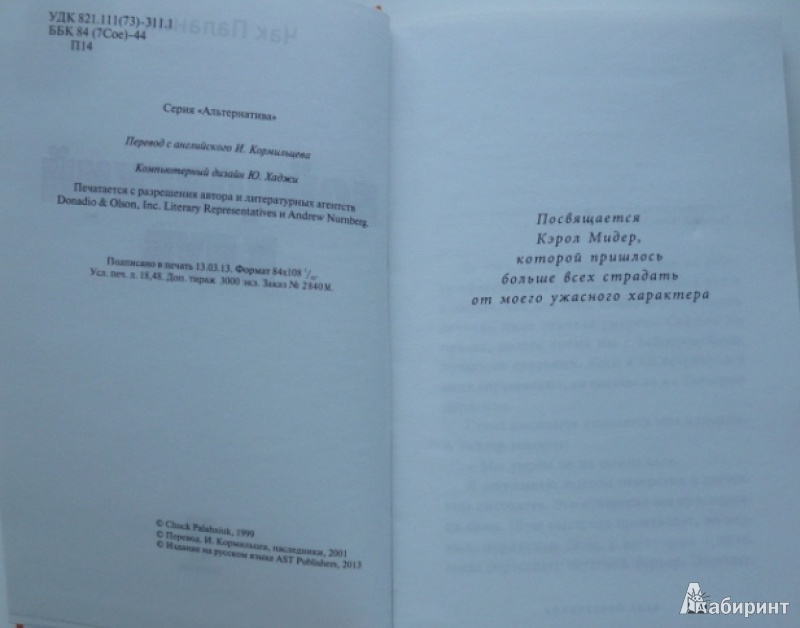 УДК 821.111(73)-311.1
ББК 84 (7Сое)-44
П14
Серия «Альтернатива»
Перевод с английского И. Кормильцева
Компьютерный дизайн Ю. Хаджи
Печатается с разрешения автора и литературных агентств
Donadio & Olson, Inc. Literary Representatives и Andrew Nurnberg.
Подписано в печать 13.03.13. Формат 84х108
Усл. печ. л. 18,48. Доп. тираж 3000 экз. Заказ № 2840М.
© Chuck Palahniuk, 1999
© Перевод. И. Кормильцев, наследники, 2001
© Издание на русском языке AST Publishers, 2013
Посвящается
Кэрол Мидер,
которой пришлось
больше всех страдать
от моего ужасного характера
Лабиринт